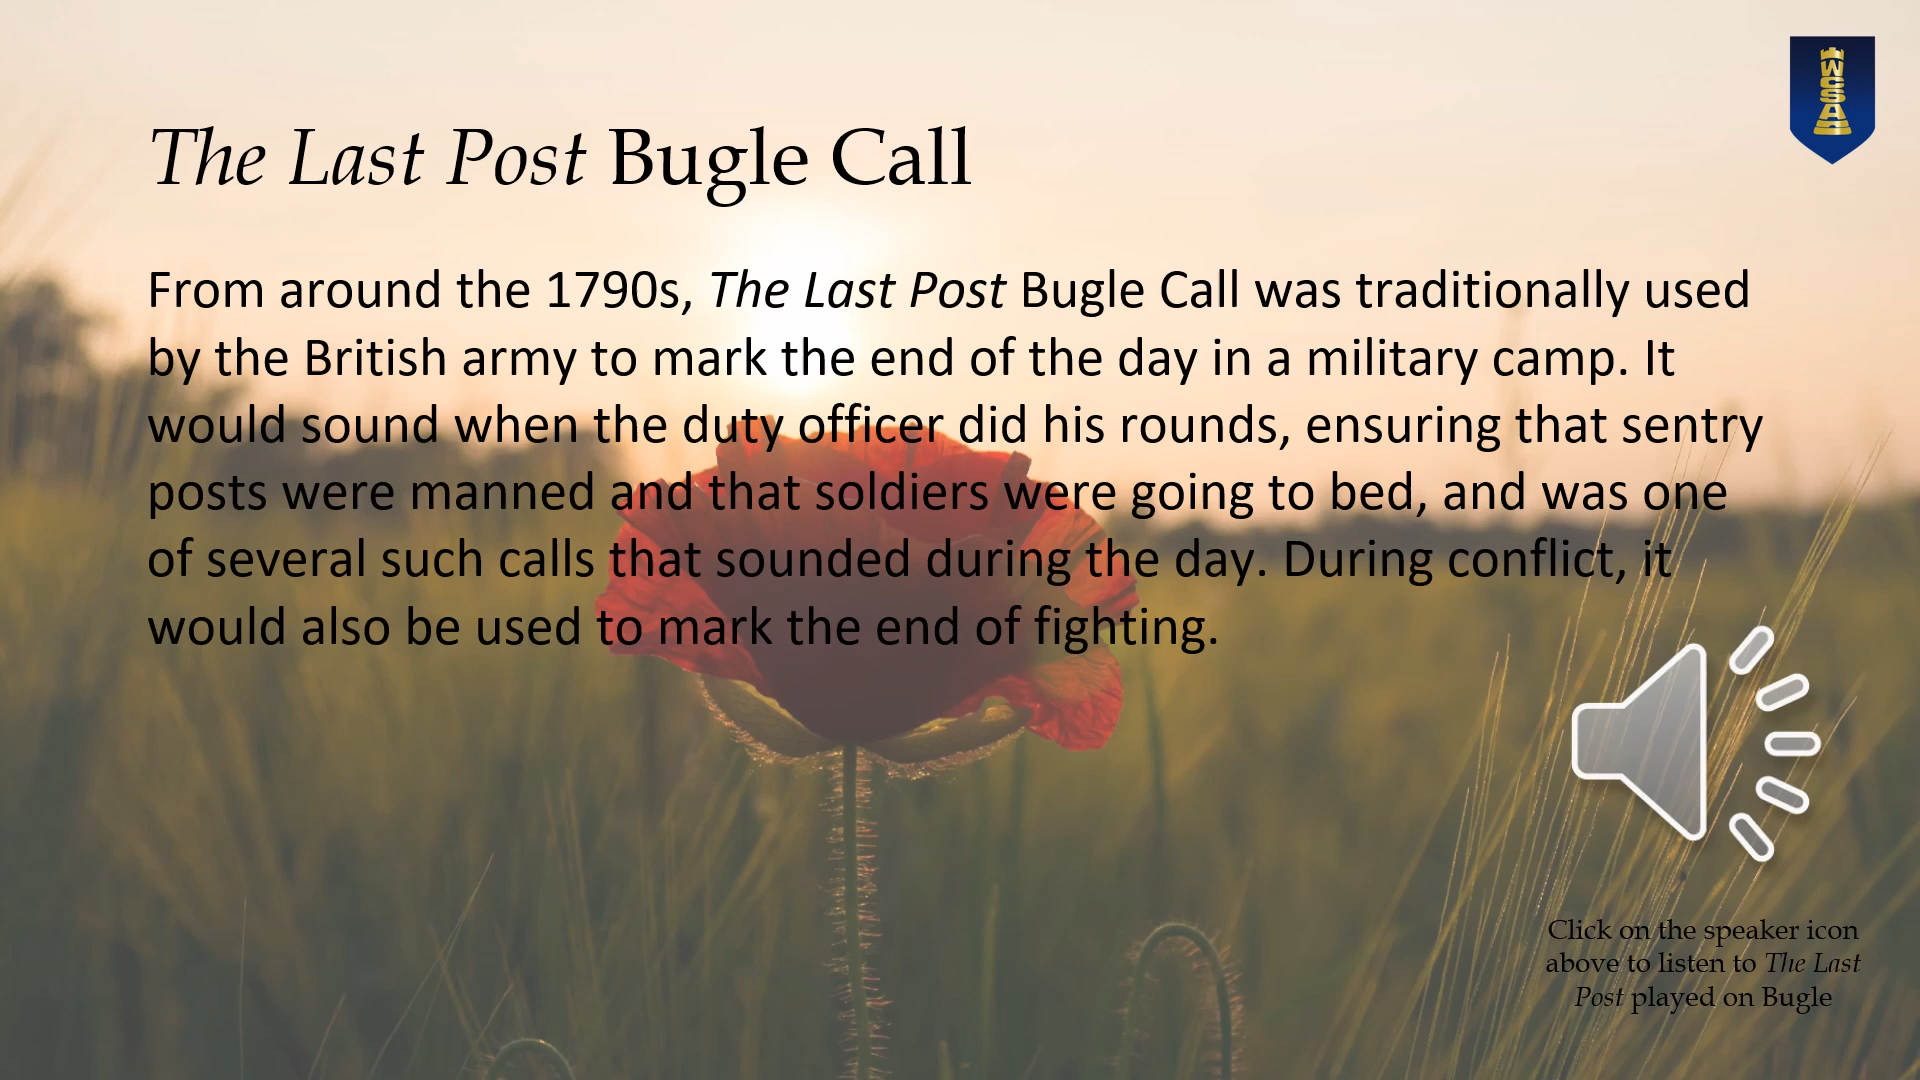 WCSA
The Last Post Bugle Call
From around the 1790s, The Last Post Bugle Call was traditionally used
by the British army to mark the end of the day in a military camp. It
would sound when the duty officer did his rounds, ensuring that sentry
posts were manned and that soldiers were going to bed, and was one
of several such calls that sounded during the day. During conflict, it
would also be used to mark the end of fighting.
Click on the speaker icon
above to listen to The Last
Post played on Bugle